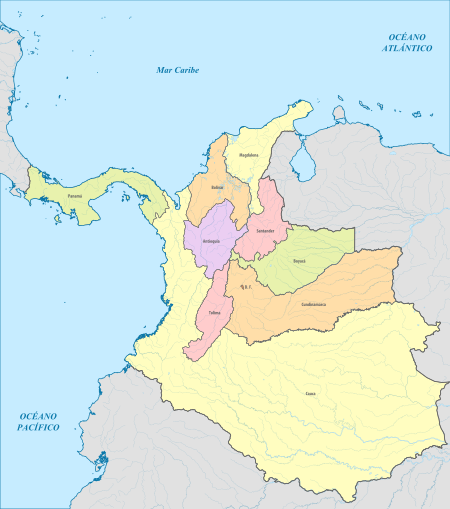 OCÉANO
ATLÁNTICO
Mar Caribe
Magdalena
Bolívar
Panamá
Santander
Antioquia
Boyacá
D. F.
Cundinamarca
Tolima
Cauca
OCÉANO
PACÍFICO